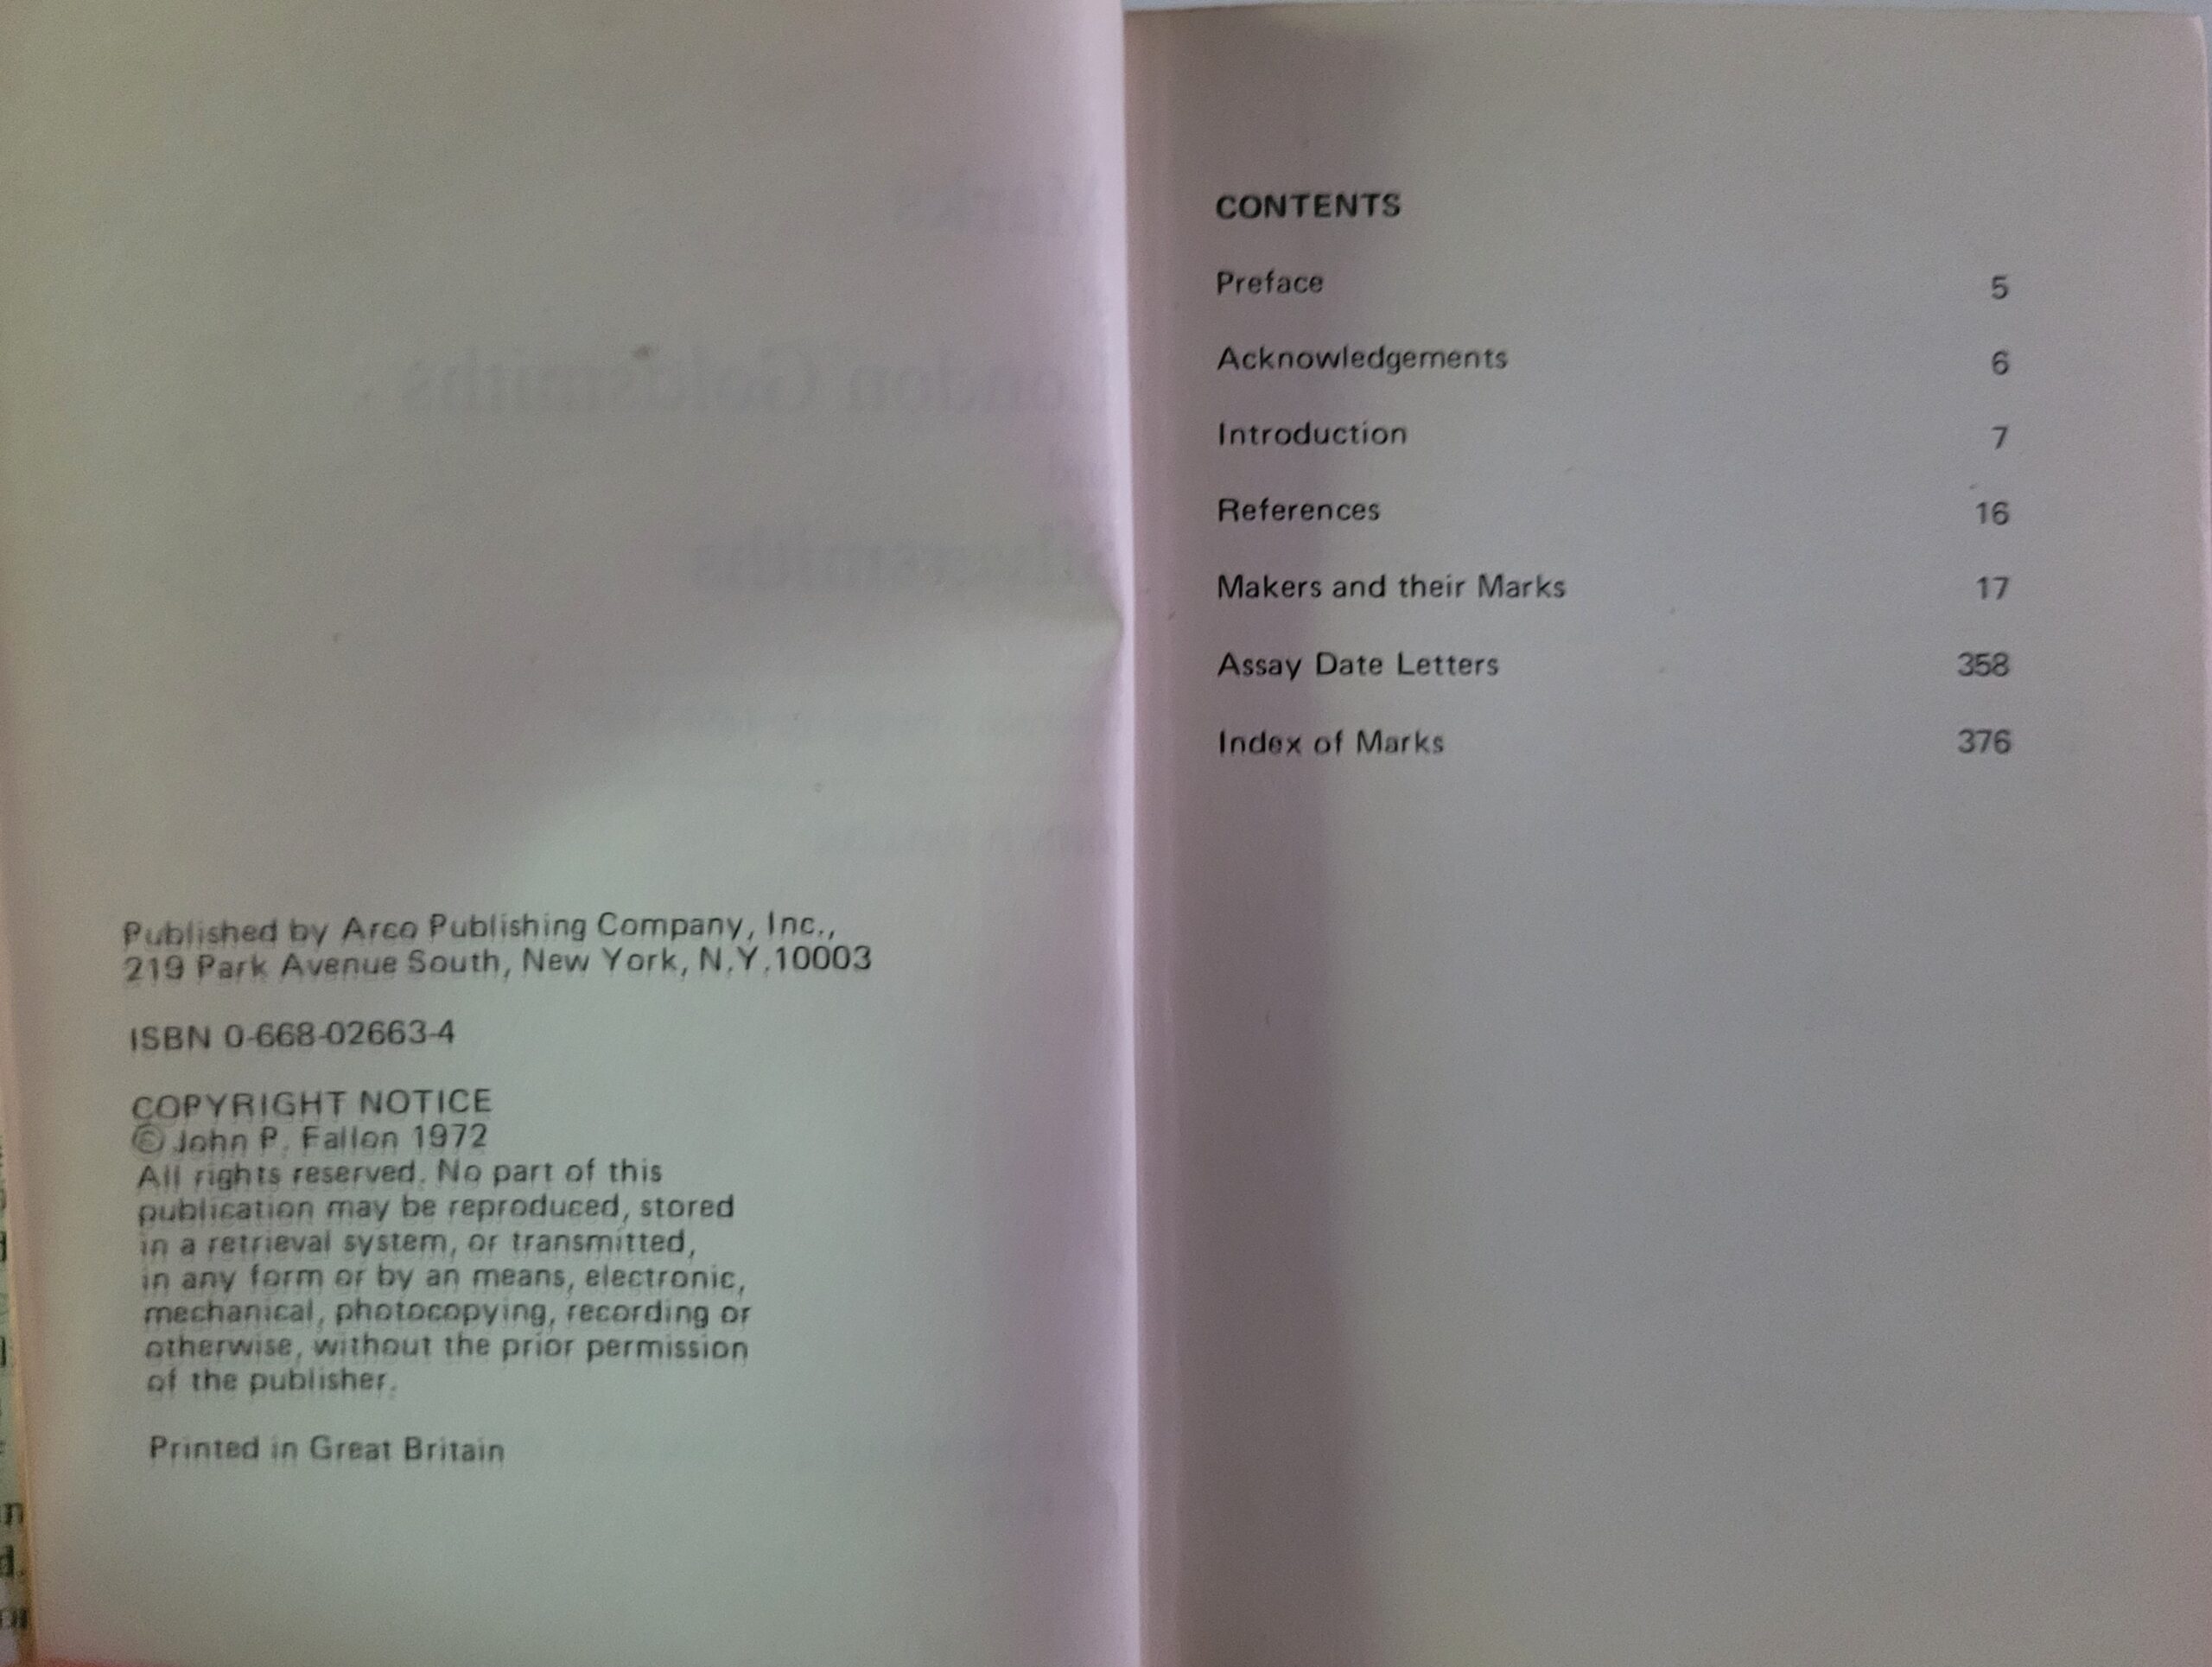 Published by Arco Publishing Company, Inc.,
219 Park Avenue South, New York, N.Y.10003
ISBN 0-668-02663-4
COPYRIGHT NOTICE
© John P. Fallon 1972
All rights reserved. No part of this
publication may be reproduced, stored
in a retrieval system, or transmitted,
in any form or by an means, electronic,
mechanical, photocopying, recording or
otherwise, without the prior permission
of the publisher.
Printed in Great Britain
CONTENTS
Preface 5
Acknowledgements 6
Introduction 7
References 16
Makers and their Marks 17
Assay Date Letters 358
Index of Marks 376